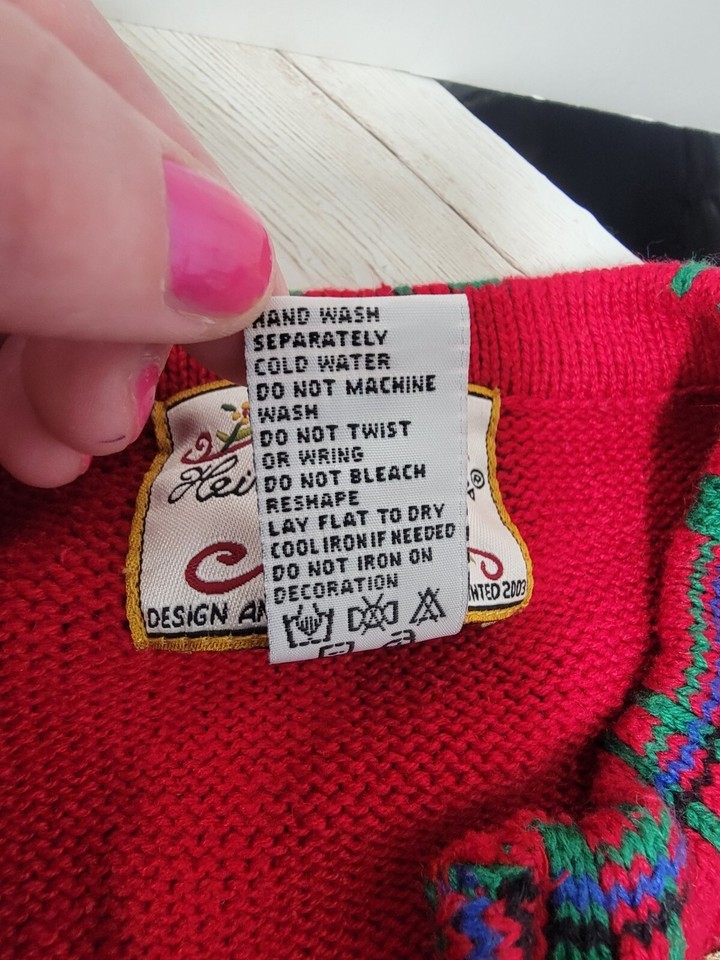 HAND WASH
SEPARATELY
COLD WATER
DO NOT MACHINE
WASH
DO NOT TWIST
OR WRING
DO NOT BLEACH
RESHAPE
LAY FLAT TO DRY
COOL IRON IF NEEDED
DO NOT IRON ON
DECORATION
Hei
DESIGN AN
NTED 2003